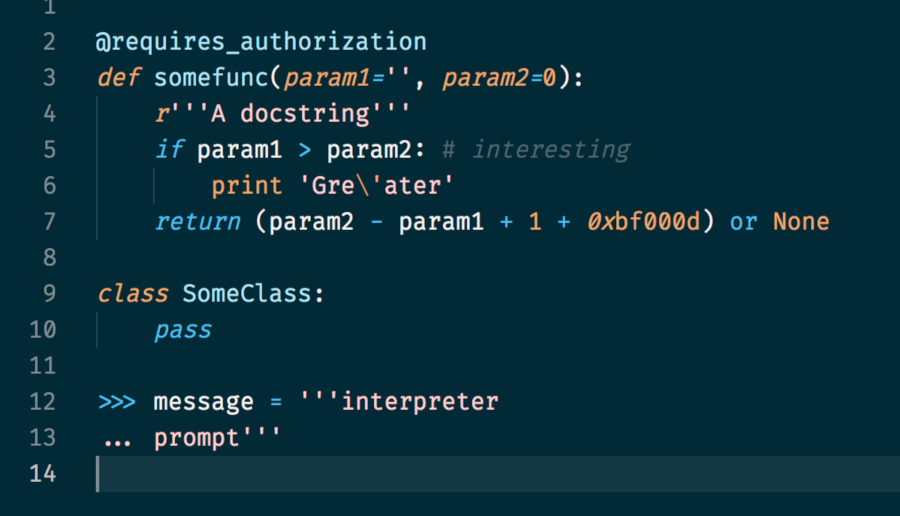 1
2 @requires_authorization
3 def somefunc(param1='', param2=0):
4     r'''A docstring'''
5     if param1 > param2: # interesting
6         print 'Gre\'ater'
7     return (param2 - param1 + 1 + 0xbf000d) or None
8
9 class SomeClass:
10     pass
11
12 >>> message = '''interpreter
13 ... prompt'''
14